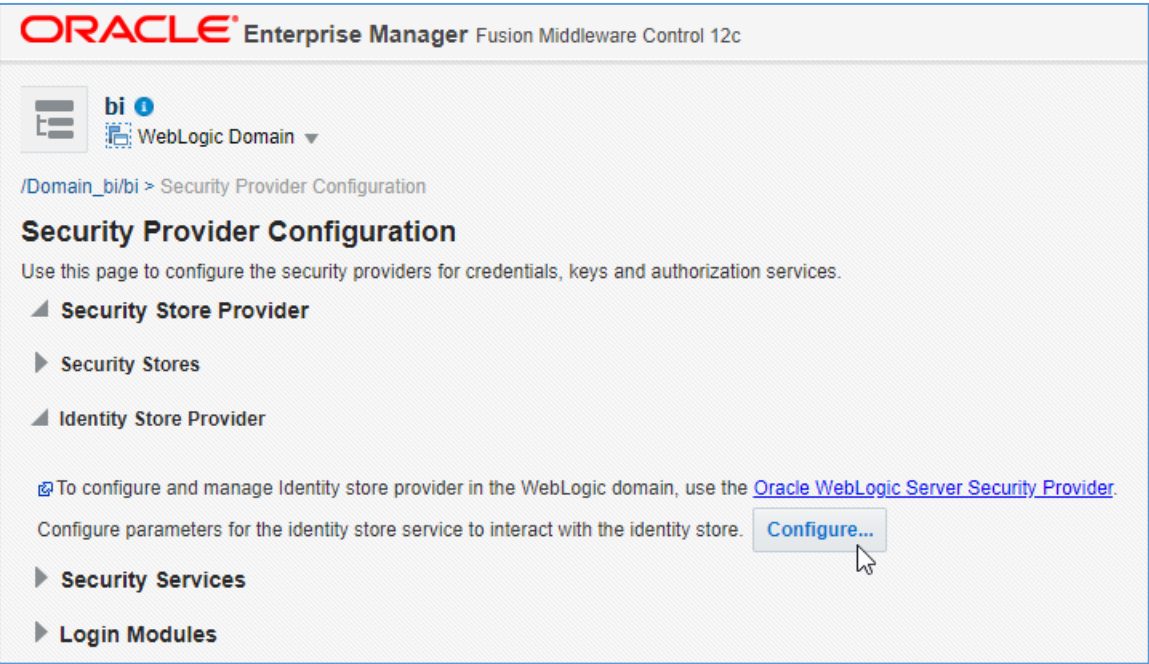 ORACLE Enterprise Manager Fusion Middleware Control 12c
bi
WebLogic Domain
/Domain_bi/bi > Security Provider Configuration
Security Provider Configuration
Use this page to configure the security providers for credentials, keys and authorization services.
Security Store Provider
Security Stores
Identity Store Provider
To configure and manage Identity store provider in the WebLogic domain, use the Oracle WebLogic Server Security Provider.
Configure parameters for the identity store service to interact with the identity store. Configure...
Security Services
Login Modules